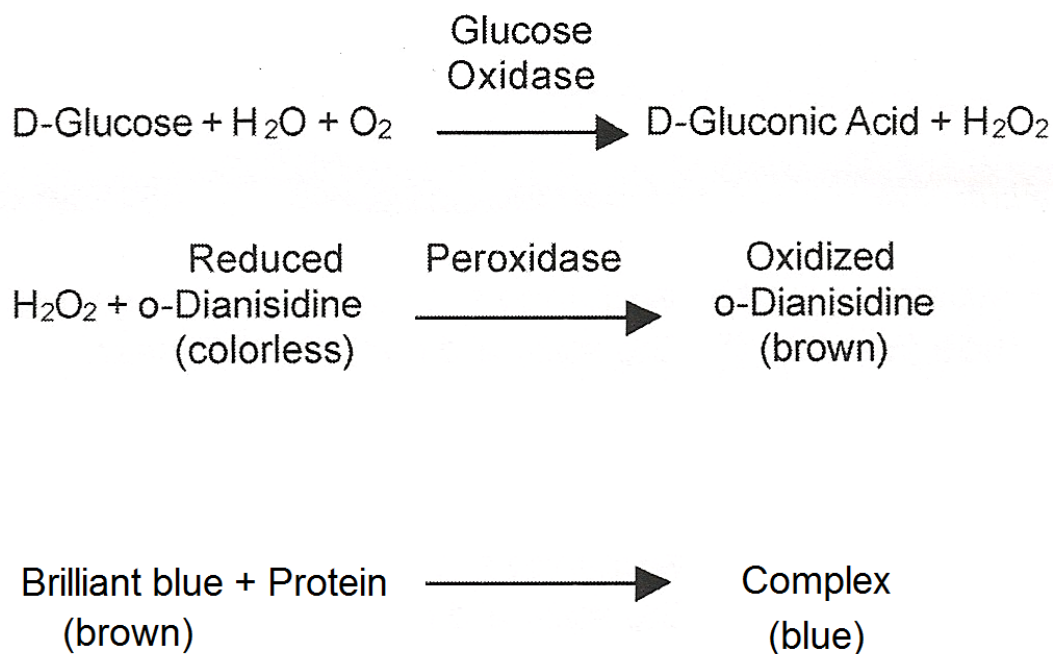 Glucose
Oxidase
D-Glucose + H₂O + O₂ D-Gluconic Acid + H₂O₂
Reduced Peroxidase Oxidized
H₂O₂ + o-Dianisidine o-Dianisidine
(colorless) (brown)
Brilliant blue + Protein Complex
(brown) (blue)